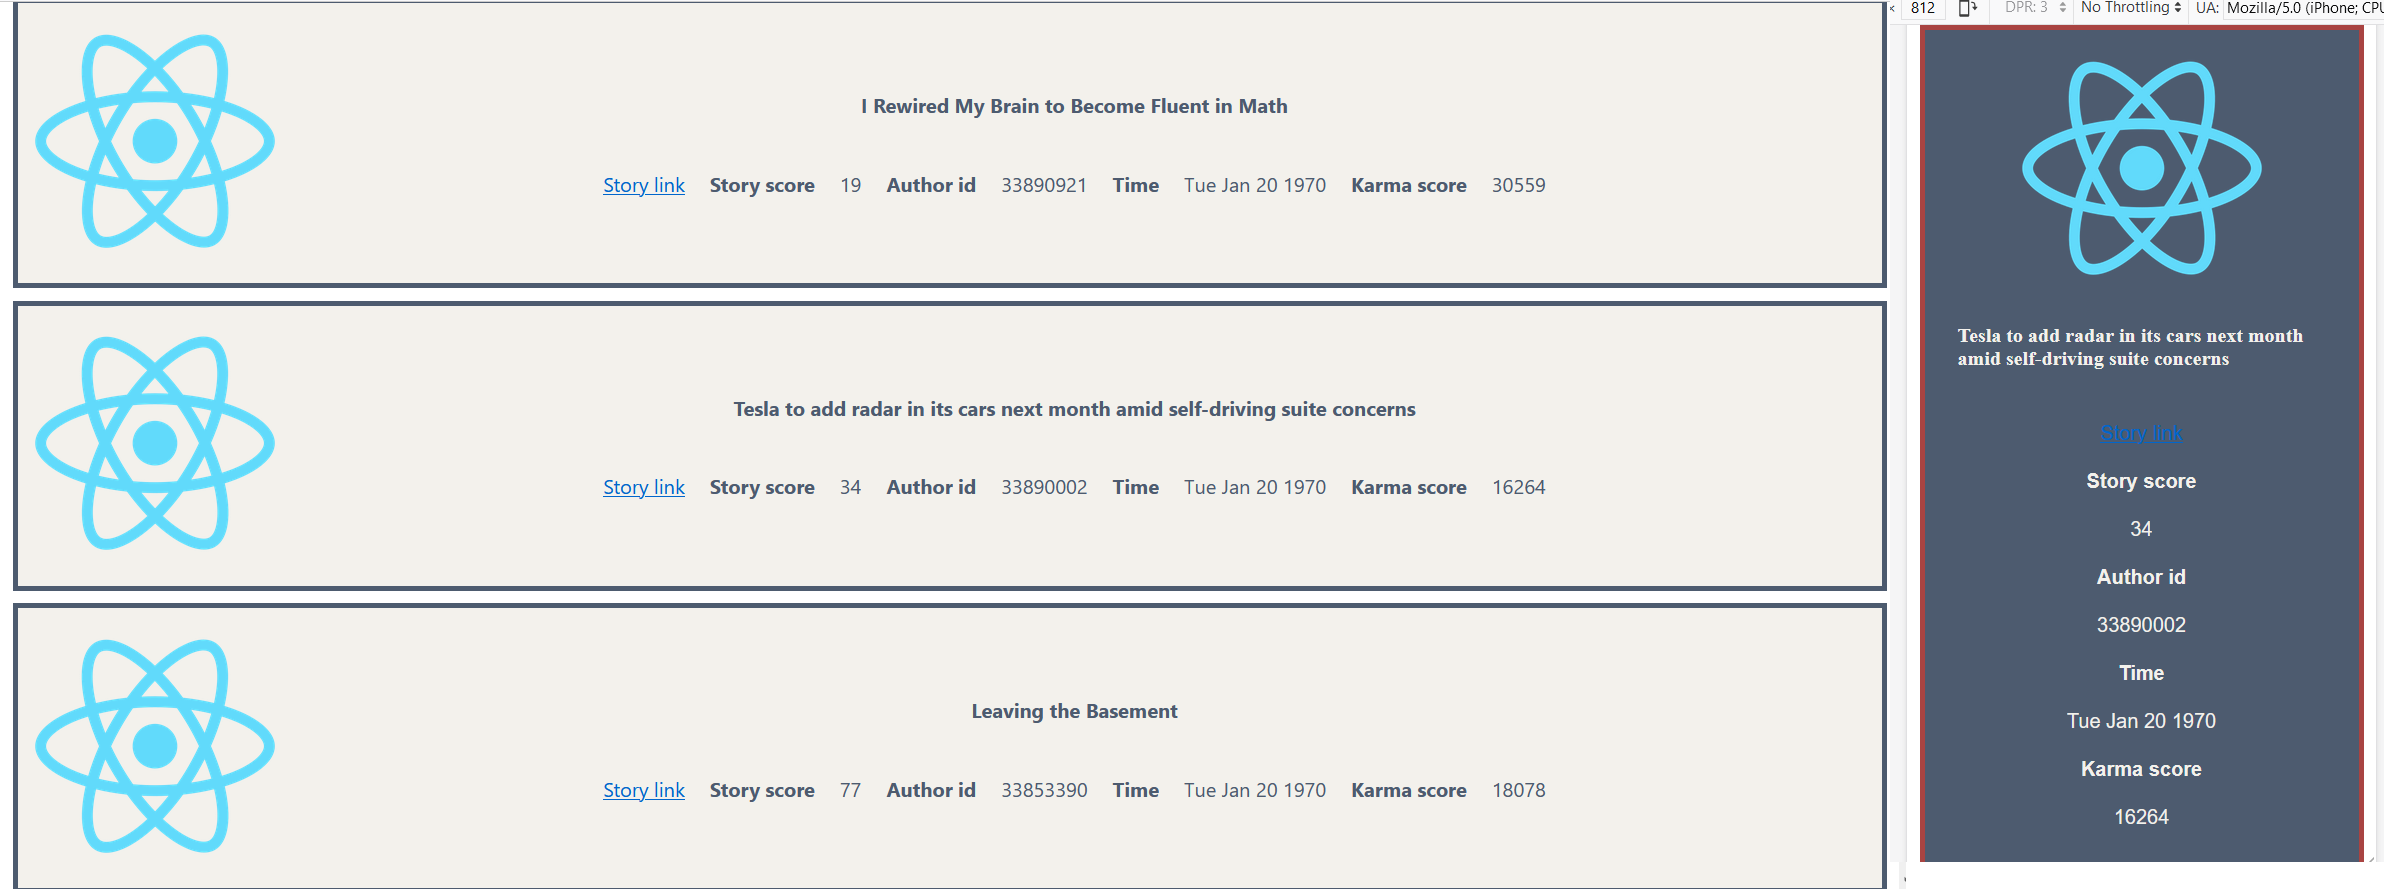 I Rewired My Brain to Become Fluent in Math
Story link Story score 19 Author id 33890921 Time Tue Jan 20 1970 Karma score 30559
Tesla to add radar in its cars next month amid self-driving suite concerns
Story link Story score 34 Author id 33890002 Time Tue Jan 20 1970 Karma score 16264
Leaving the Basement
Story link Story score 77 Author id 33853390 Time Tue Jan 20 1970 Karma score 18078
812 DPR: 3 No Throttling UA: Mozilla/5.0 (iPhone; CPU
Tesla to add radar in its cars next month
amid self-driving suite concerns
Story link
Story score
34
Author id
33890002
Time
Tue Jan 20 1970
Karma score
16264